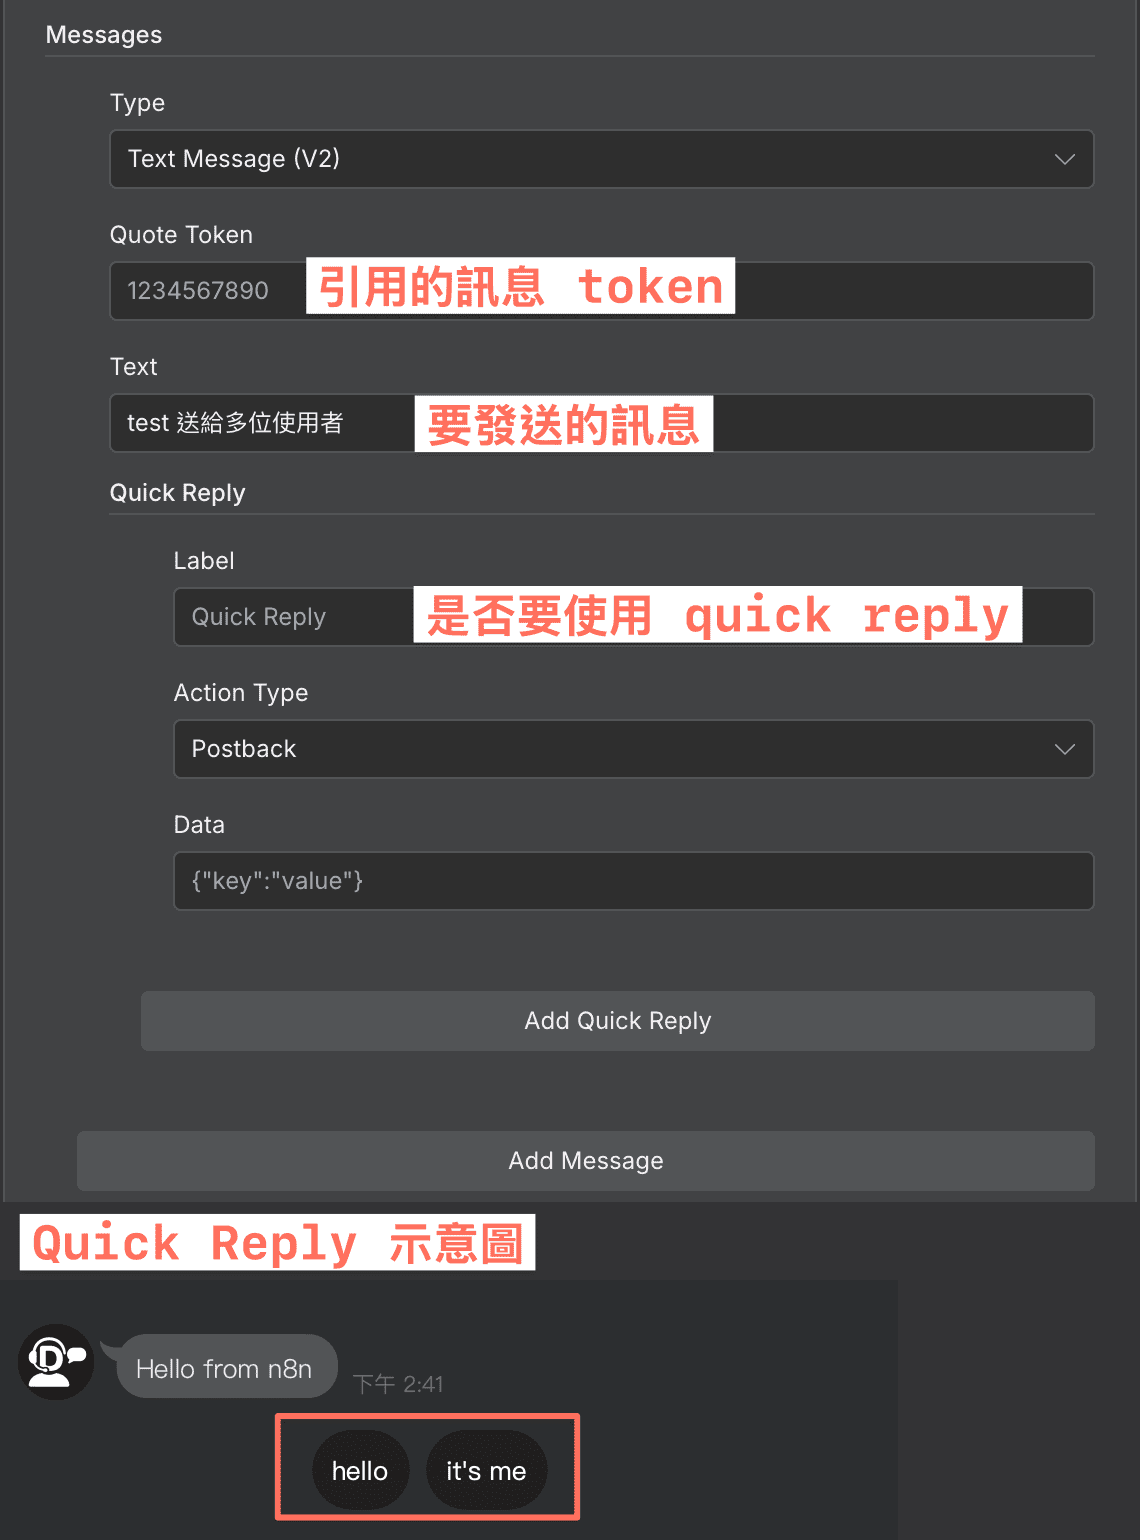 Messages
Type
Text Message (V2)
Quote Token
1234567890 引用的訊息 token
Text
test 送給多位使用者 要發送的訊息
Quick Reply
Label
Quick Reply 是否要使用 quick reply
Action Type
Postback
Data
{"key":"value"}
Add Quick Reply
Add Message
Quick Reply 示意圖
D
Hello from n8n
下午 2:41
hello it's me